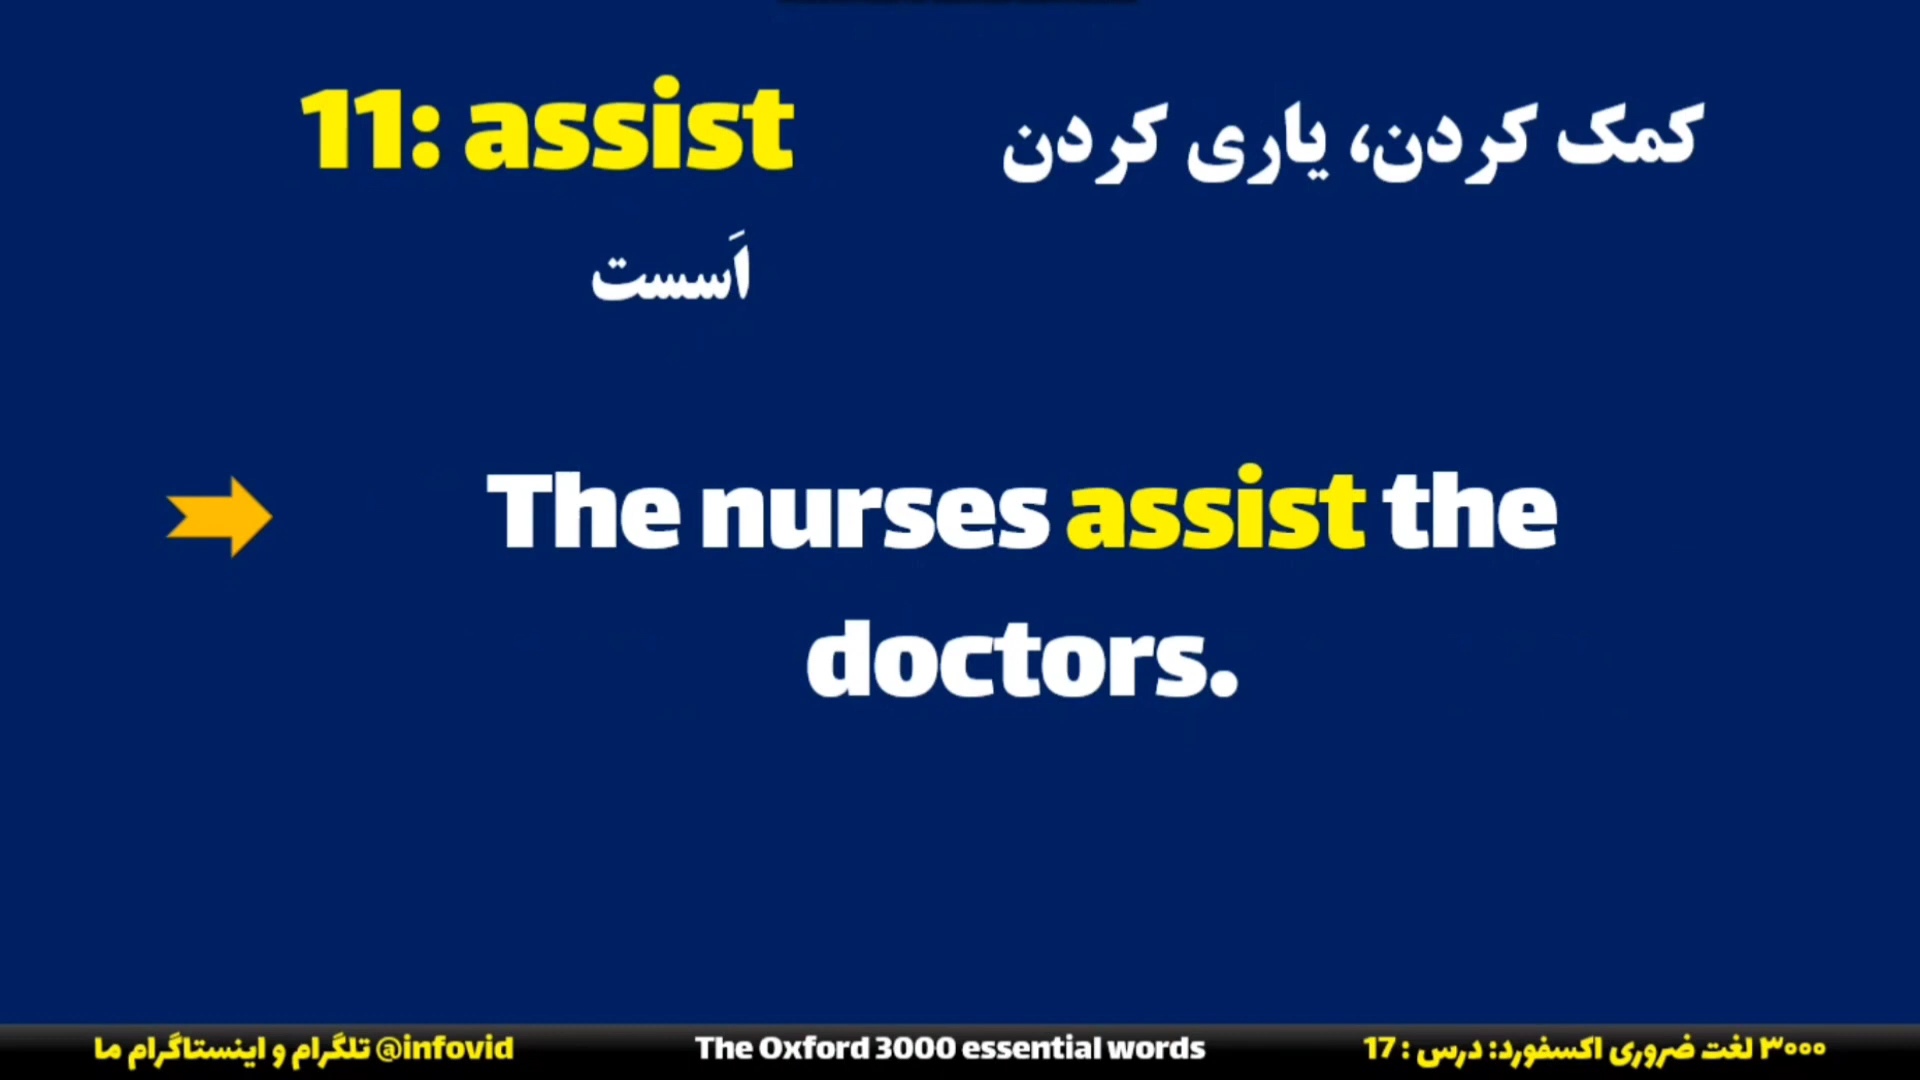 11: assist
کمک کردن، یاری کردن
اَسست
The nurses assist the
doctors.
تلگرام و اینستاگرام ما @infovid
The Oxford 3000 essential words
۳۰۰۰ لغت ضروری اکسفورد: درس : 17